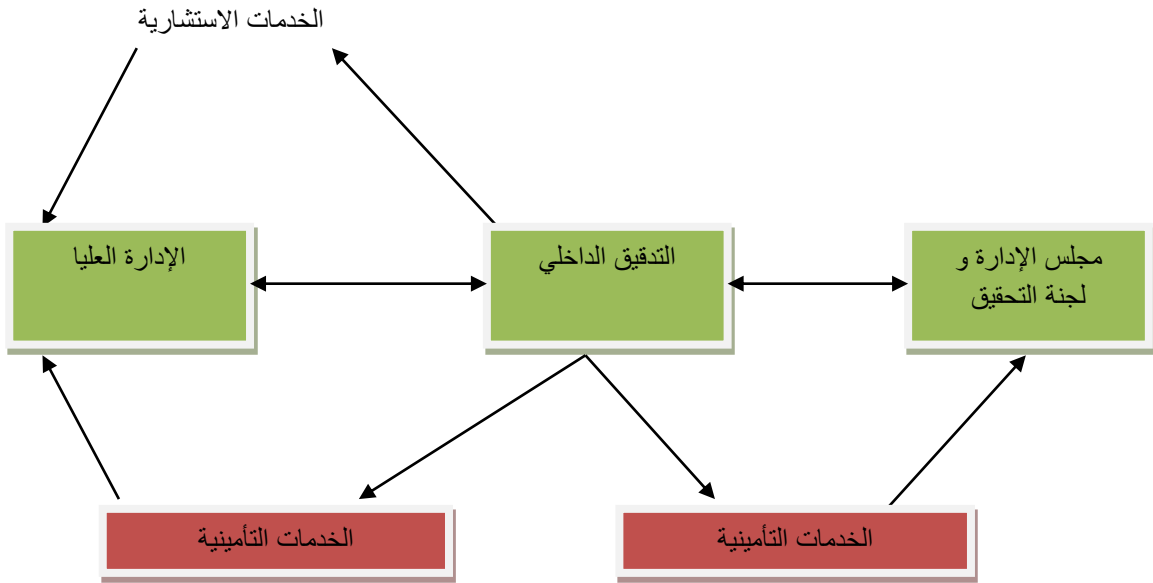 الخدمات الاستشارية
مجلس الإدارة و
لجنة التحقيق
التدقيق الداخلي
الإدارة العليا
الخدمات التأمينية
الخدمات التأمينية